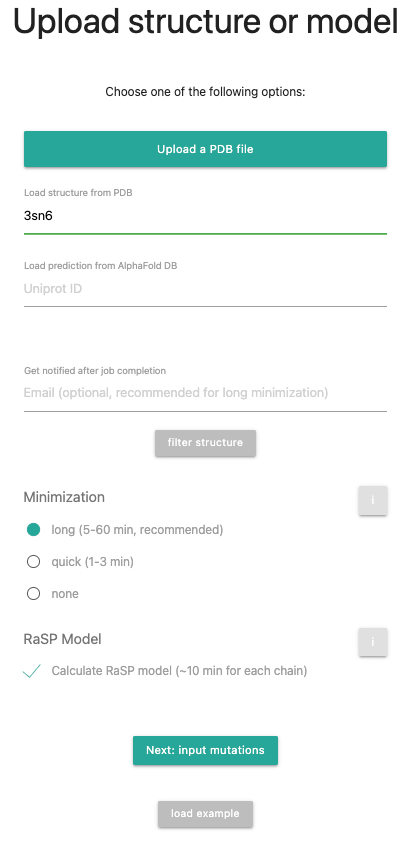 Upload structure or model
Choose one of the following options:
Upload a PDB file
Load structure from PDB
3sn6
Load prediction from AlphaFold DB
Uniprot ID
Get notified after job completion
Email (optional, recommended for long minimization)
filter structure
Minimization
i
long (5-60 min, recommended)
quick (1-3 min)
none
RaSP Model
i
Calculate RaSP model (~10 min for each chain)
Next: input mutations
load example